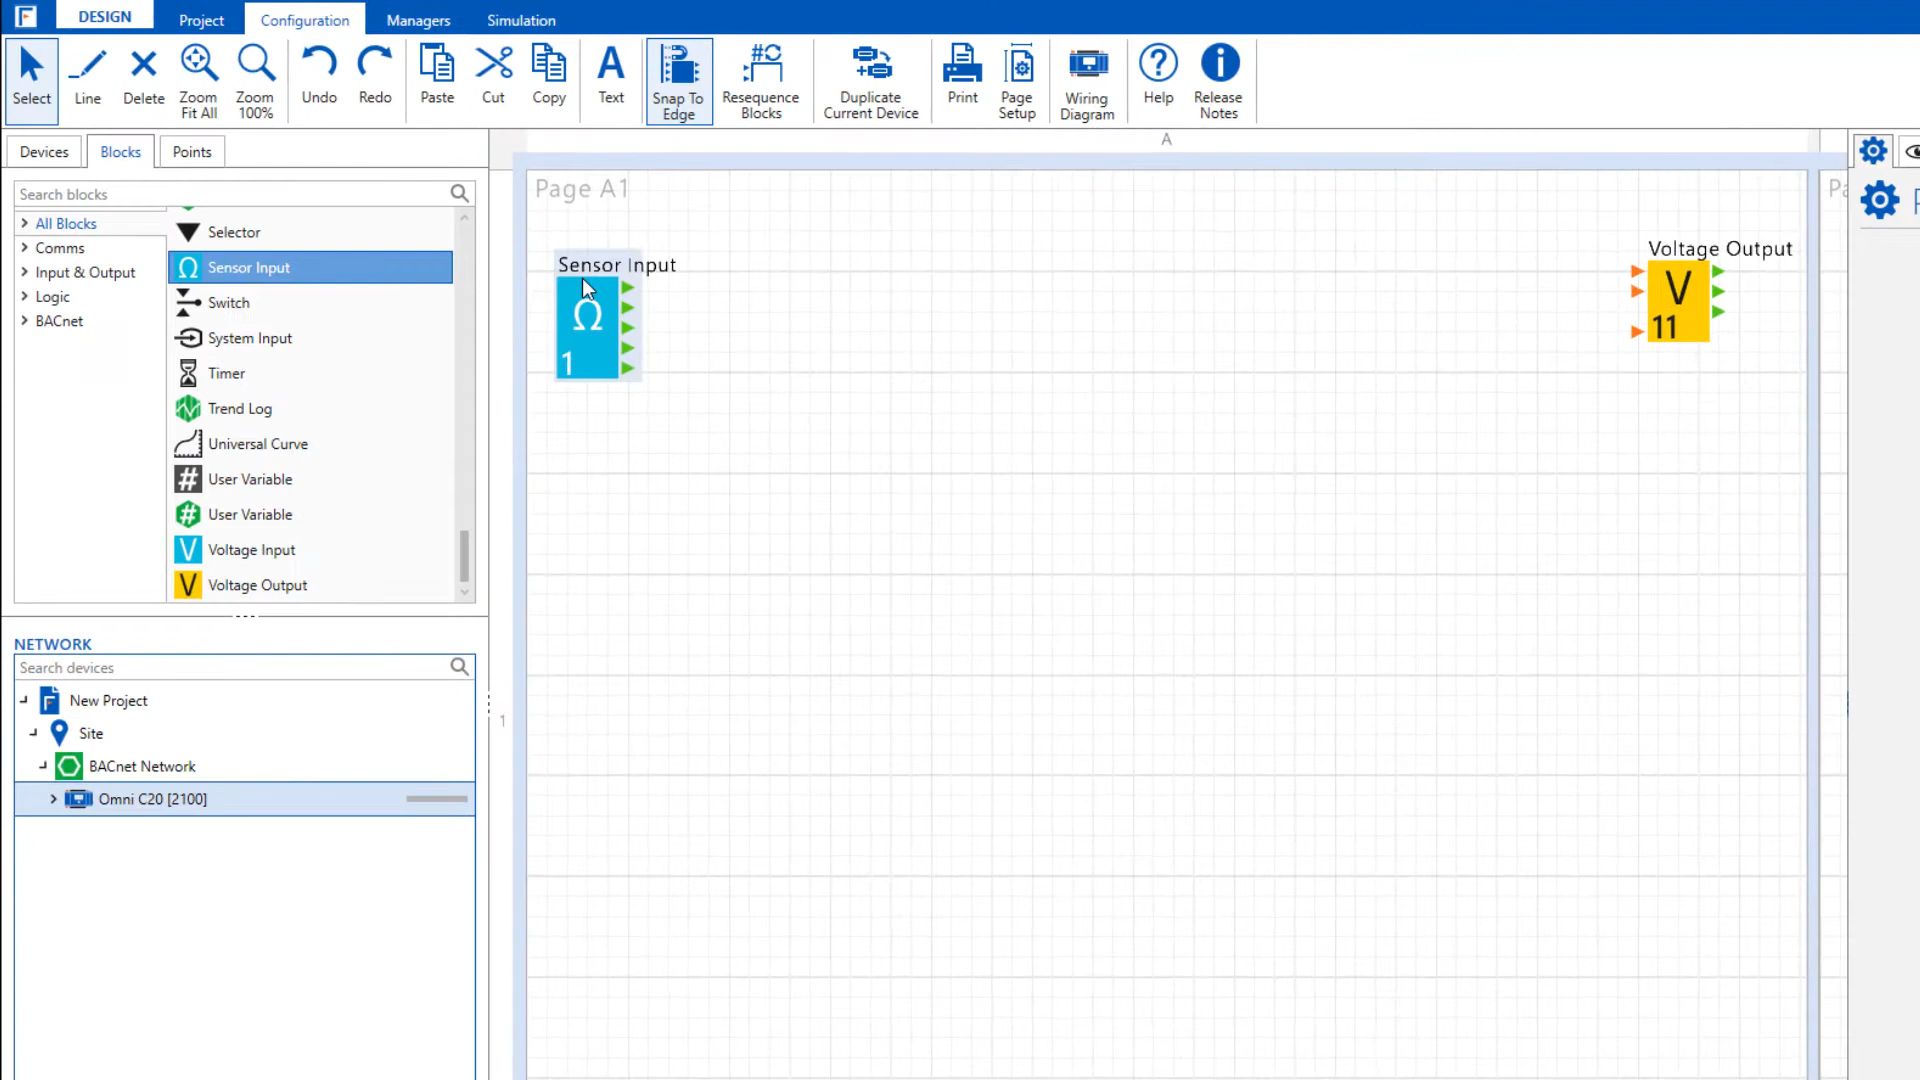 DESIGN
Project
Configuration
Managers
Simulation
Select
Line
Delete
Zoom
Fit All
Zoom
100%
Undo
Redo
Paste
Cut
Copy
A
Text
Snap To
Edge
Resequence
Blocks
Duplicate
Current Device
Print
Page
Setup
Wiring
Diagram
Help
Release
Notes
Devices
Blocks
Points
Search blocks
All Blocks
Comms
Input & Output
Logic
BACnet
Selector
Ω Sensor Input
Switch
System Input
Timer
Trend Log
Universal Curve
# User Variable
# User Variable
V Voltage Input
V Voltage Output
NETWORK
Search devices
New Project
Site
BACnet Network
Omni C20 [2100]
A
1
Page A1
Sensor Input
Ω
1
Voltage Output
V
11